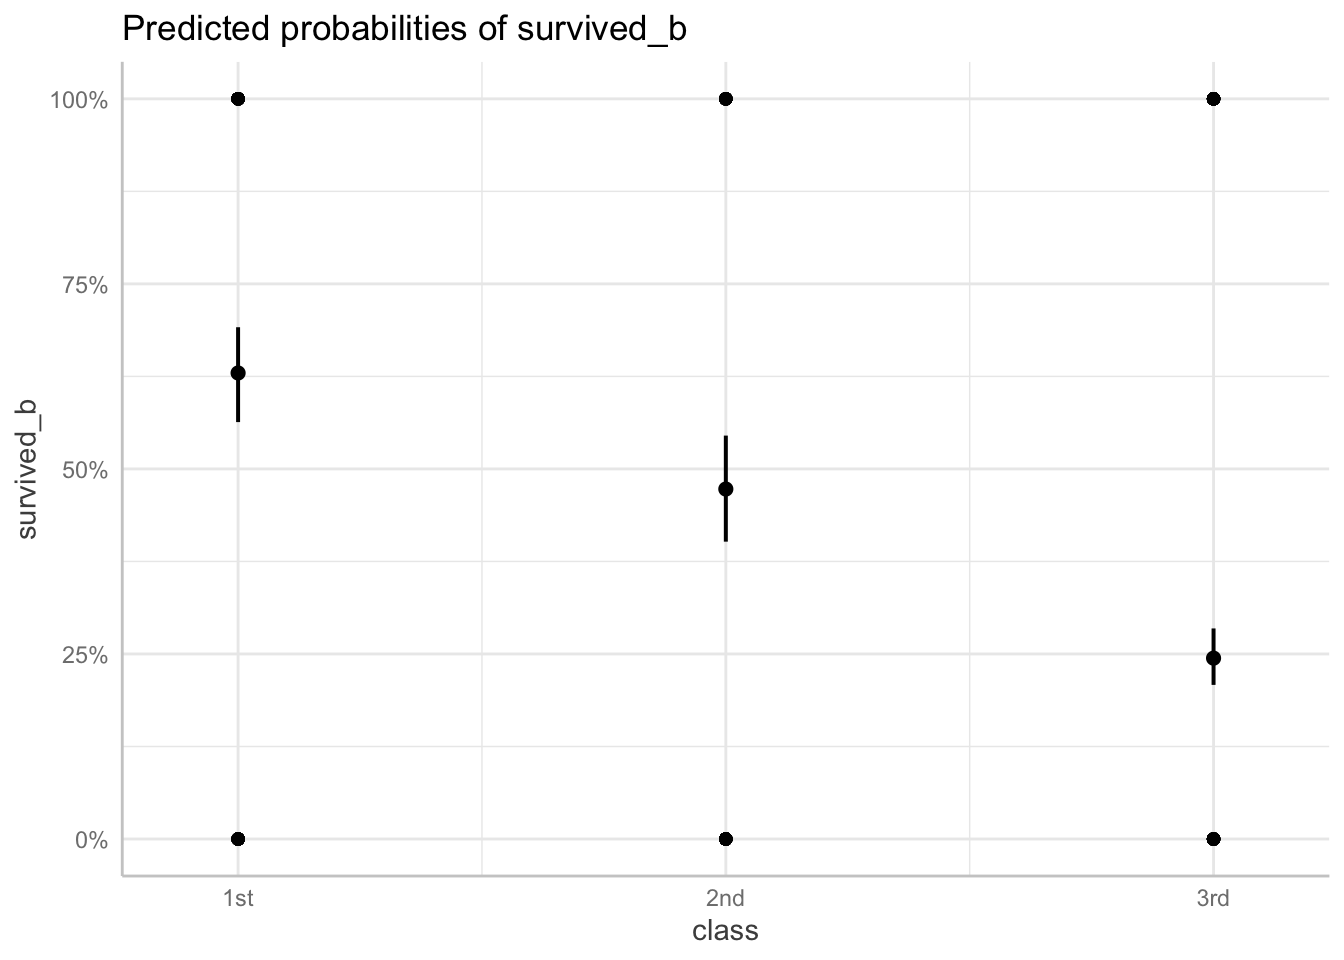 Predicted probabilities of survived_b
100%
75%
50%
25%
0%
survived_b
1st 2nd 3rd
class